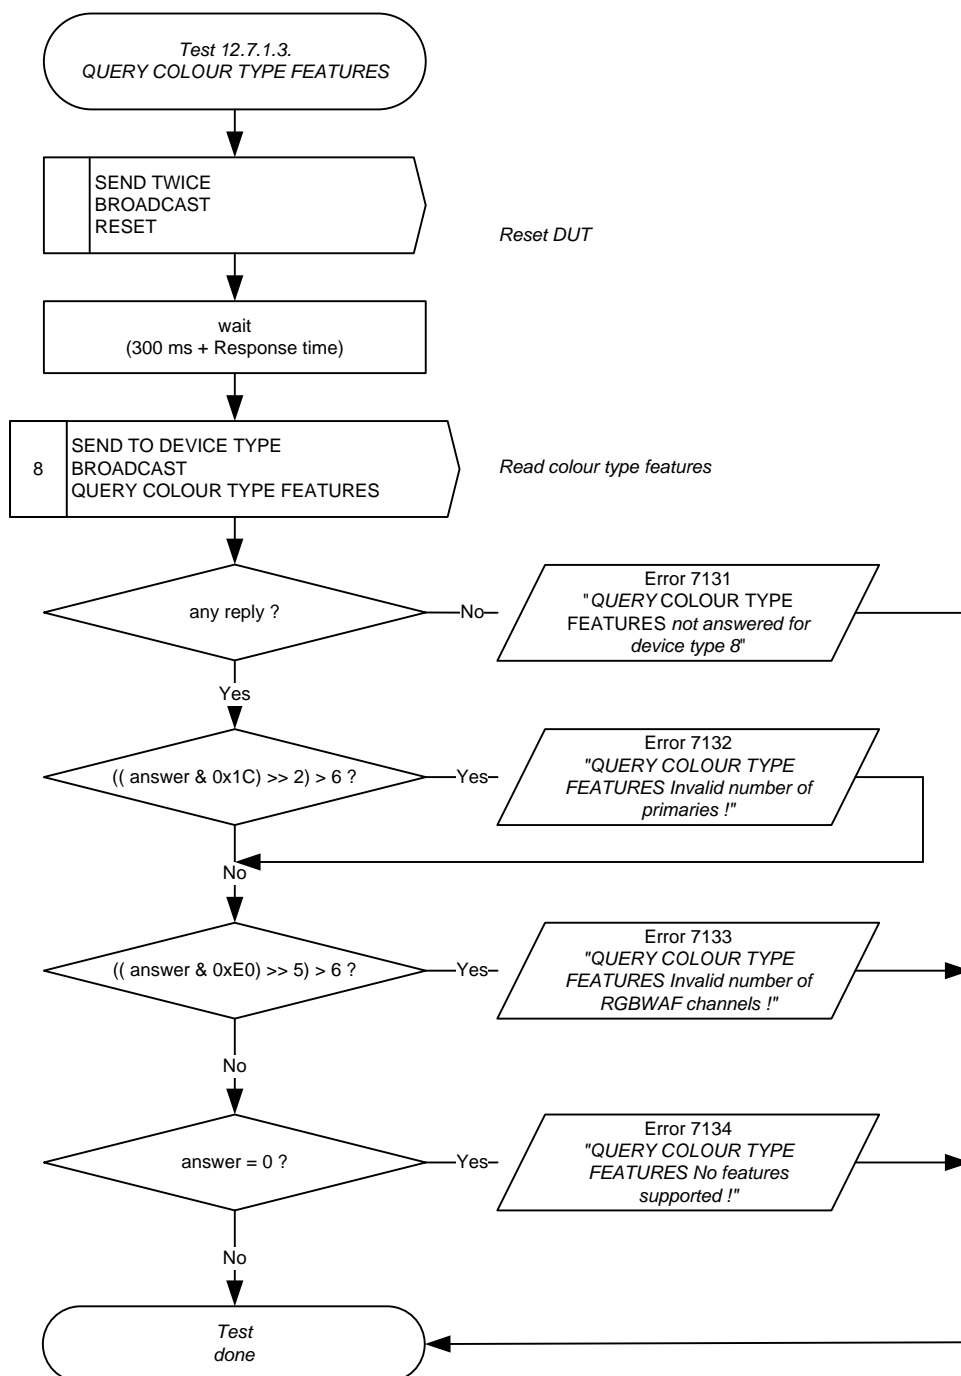 Test 12.7.1.3.
QUERY COLOUR TYPE FEATURES
SEND TWICE
BROADCAST
RESET
Reset DUT
wait
(300 ms + Response time)
8
SEND TO DEVICE TYPE
BROADCAST
QUERY COLOUR TYPE FEATURES
Read colour type features
any reply ?
No
Error 7131
"QUERY COLOUR TYPE
FEATURES not answered for
device type 8"
Yes
(( answer & 0x1C) >> 2) > 6 ?
Yes
Error 7132
"QUERY COLOUR TYPE
FEATURES Invalid number of
primaries !"
No
(( answer & 0xE0) >> 5) > 6 ?
Yes
Error 7133
"QUERY COLOUR TYPE
FEATURES Invalid number of
RGBWAF channels !"
No
answer = 0 ?
Yes
Error 7134
"QUERY COLOUR TYPE
FEATURES No features
supported !"
No
Test
done